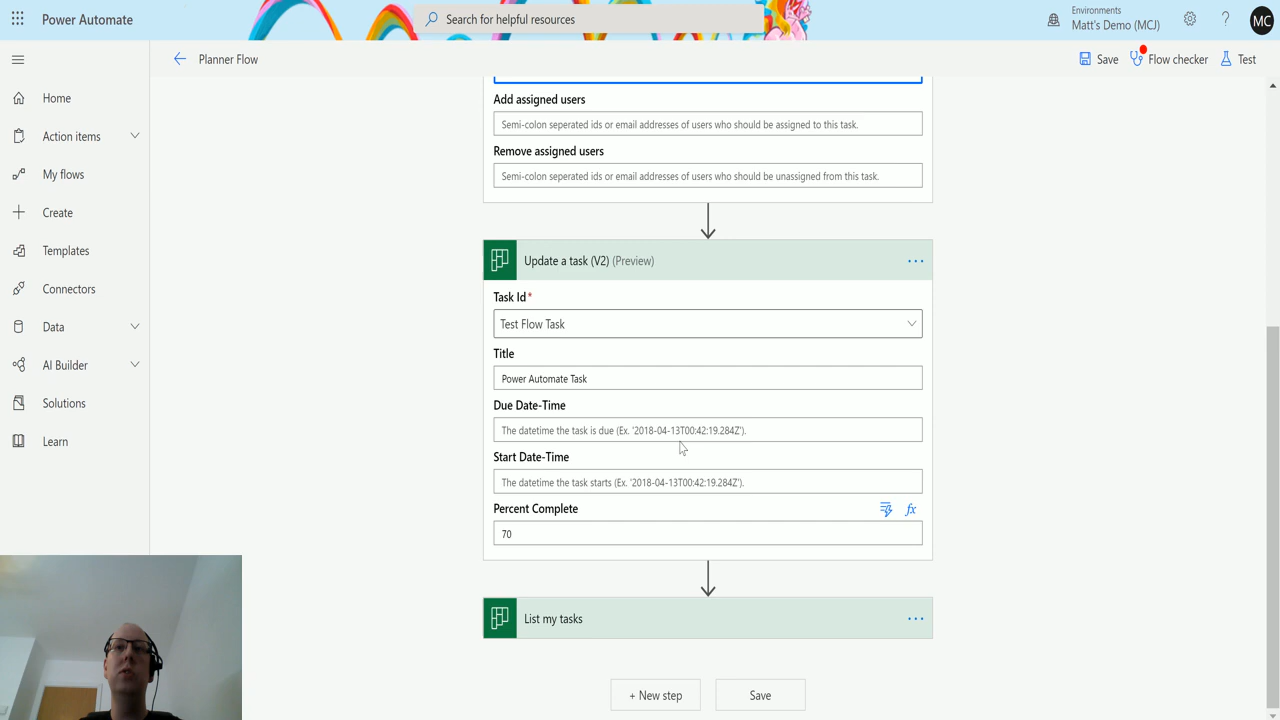 Power Automate
Search for helpful resources
Environments
Matt's Demo (MCJ)
MC
Planner Flow
Save
Flow checker
Test
Home
Action items
My flows
Create
Templates
Connectors
Data
AI Builder
Solutions
Learn
Add assigned users
Semi-colon seperated ids or email addresses of users who should be assigned to this task.
Remove assigned users
Semi-colon seperated ids or email addresses of users who should be unassigned from this task.
Update a task (V2) (Preview)
Task Id*
Test Flow Task
Title
Power Automate Task
Due Date-Time
The datetime the task is due (Ex. '2018-04-13T00:42:19.284Z').
Start Date-Time
The datetime the task starts (Ex. '2018-04-13T00:42:19.284Z').
Percent Complete
fx
70
List my tasks
+ New step
Save